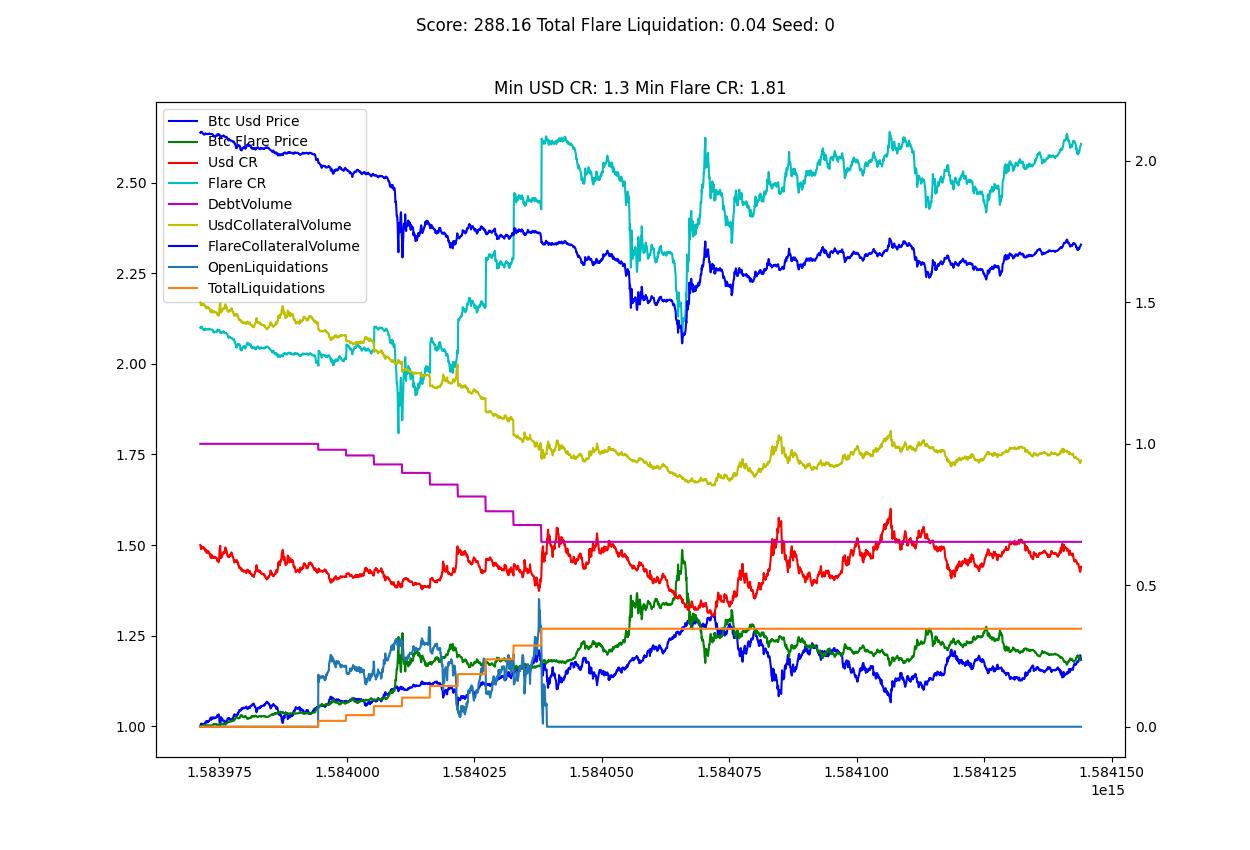 Score: 288.16 Total Flare Liquidation: 0.04 Seed: 0
Min USD CR: 1.3 Min Flare CR: 1.81
Btc Usd Price
Btc Flare Price
Usd CR
Flare CR
DebtVolume
UsdCollateralVolume
FlareCollateralVolume
OpenLiquidations
TotalLiquidations
2.50
2.25
2.00
1.75
1.50
1.25
1.00
2.0
1.5
1.0
0.5
0.0
1.583975 1.584000 1.584025 1.584050 1.584075 1.584100 1.584125 1.584150
1e15